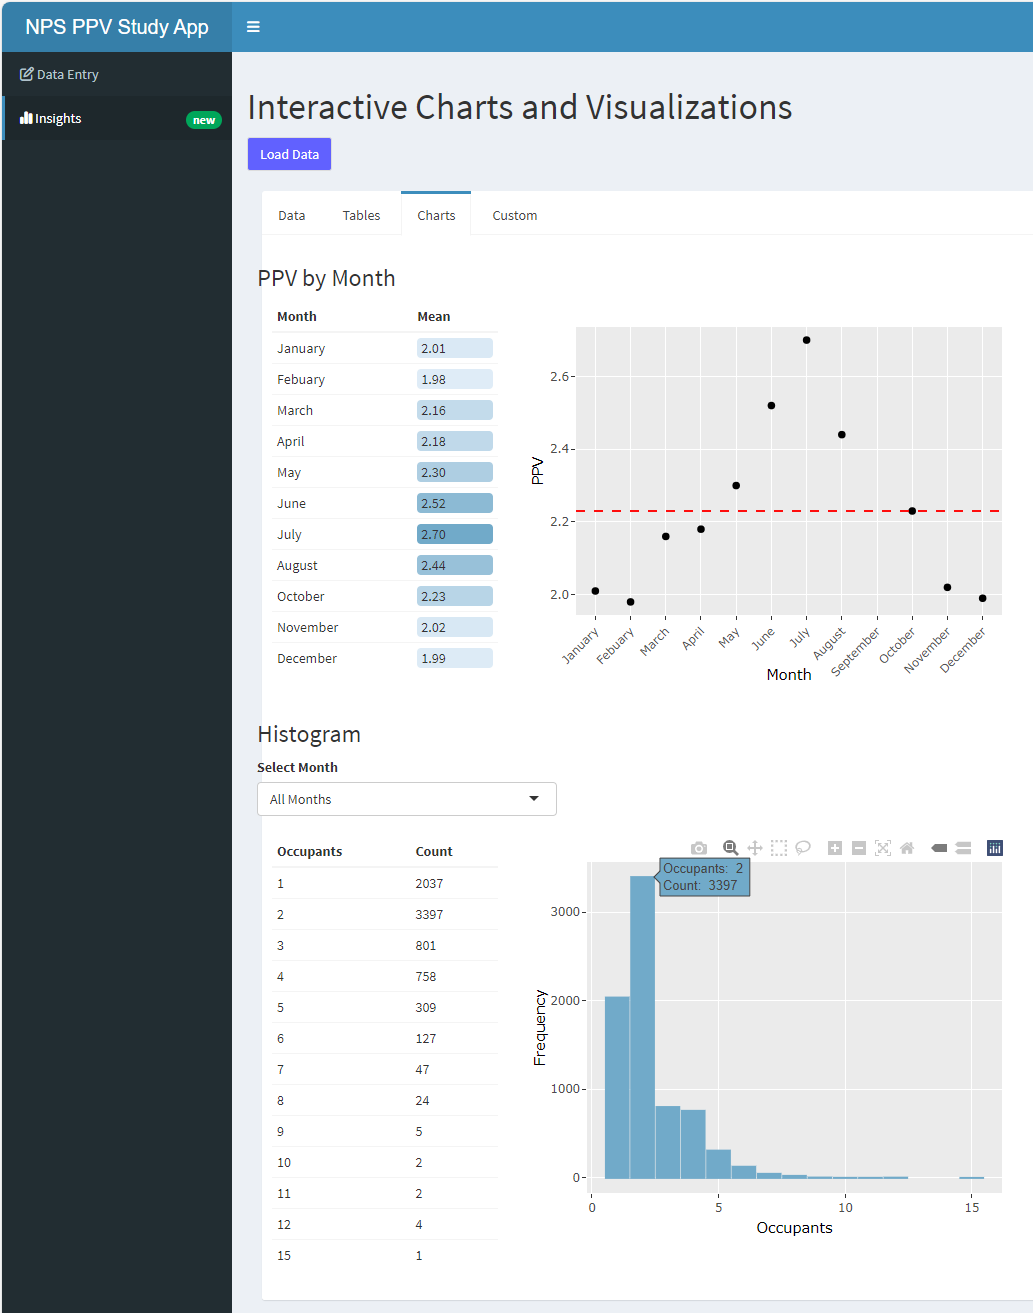 NPS PPV Study App
Data Entry
Insights new
Interactive Charts and Visualizations
Load Data
Data Tables Charts Custom
PPV by Month
Month Mean
January 2.01
Febuary 1.98
March 2.16
April 2.18
May 2.30
June 2.52
July 2.70
August 2.44
October 2.23
November 2.02
December 1.99
PPV
2.6
2.4
2.2
2.0
January Febuary March April May June July August September October November December
Month
Histogram
Select Month
All Months
Occupants Count
1 2037
2 3397
3 801
4 758
5 309
6 127
7 47
8 24
9 5
10 2
11 2
12 4
15 1
Occupants: 2
Count: 3397
Frequency
3000
2000
1000
0
0 5 10 15
Occupants